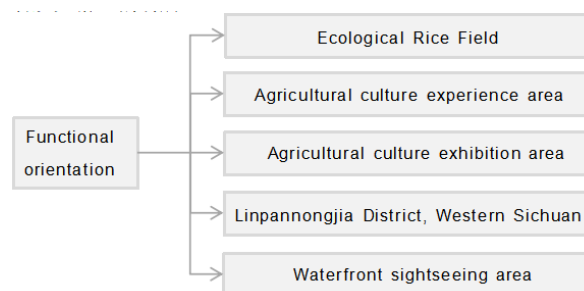 Ecological Rice Field
Agricultural culture experience area
Functional
orientation
Agricultural culture exhibition area
Linpannongjia District, Western Sichuan
Waterfront sightseeing area